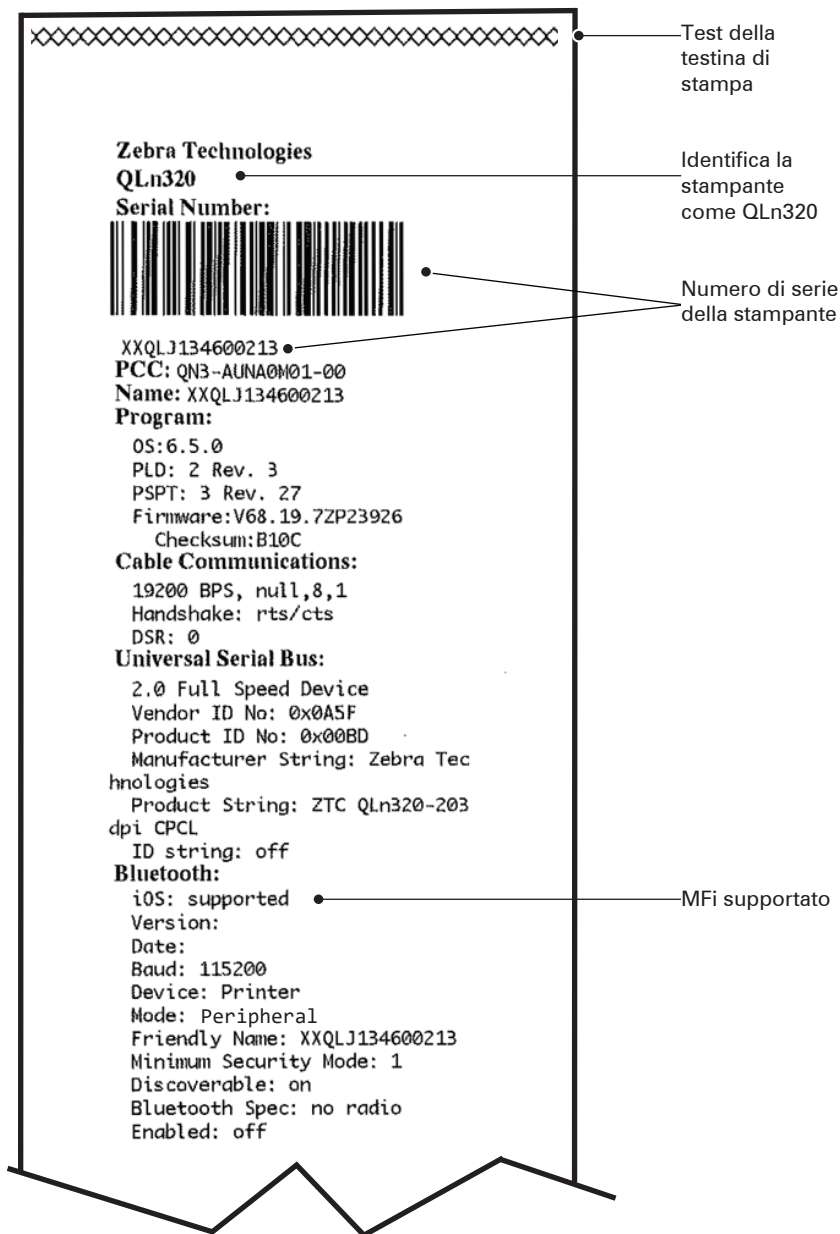 Test della
testina di
stampa
Zebra Technologies
QLn320
Identifica la
stampante
come QLn320
Serial Number:
Numero di serie
della stampante
XXQLJ134600213
PCC: QN3-AUNA0M01-00
Name: XXQLJ134600213
Program:
OS:6.5.0
PLD: 2 Rev. 3
PSPT: 3 Rev. 27
Firmware:V68.19.7ZP23926
Checksum:B10C
Cable Communications:
19200 BPS, null,8,1
Handshake: rts/cts
DSR: 0
Universal Serial Bus:
2.0 Full Speed Device
Vendor ID No: 0x0A5F
Product ID No: 0x00BD
Manufacturer String: Zebra Tec
hnologies
Product String: ZTC QLn320-203
dpi CPCL
ID string: off
Bluetooth:
iOS: supported
MFi supportato
Version:
Date:
Baud: 115200
Device: Printer
Mode: Peripheral
Friendly Name: XXQLJ134600213
Minimum Security Mode: 1
Discoverable: on
Bluetooth Spec: no radio
Enabled: off